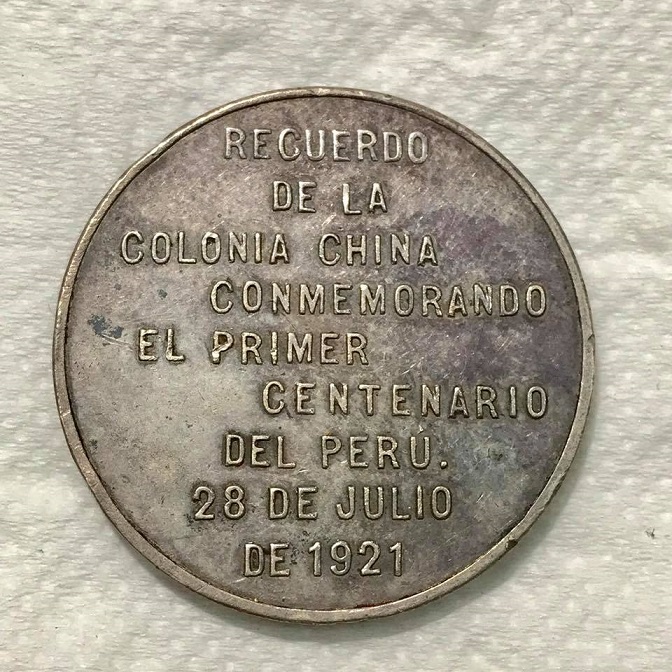 RECUERDO
DE LA
COLONIA CHINA
CONMEMORANDO
EL PRIMER
CENTENARIO
DEL PERÚ.
28 DE JULIO
DE 1921